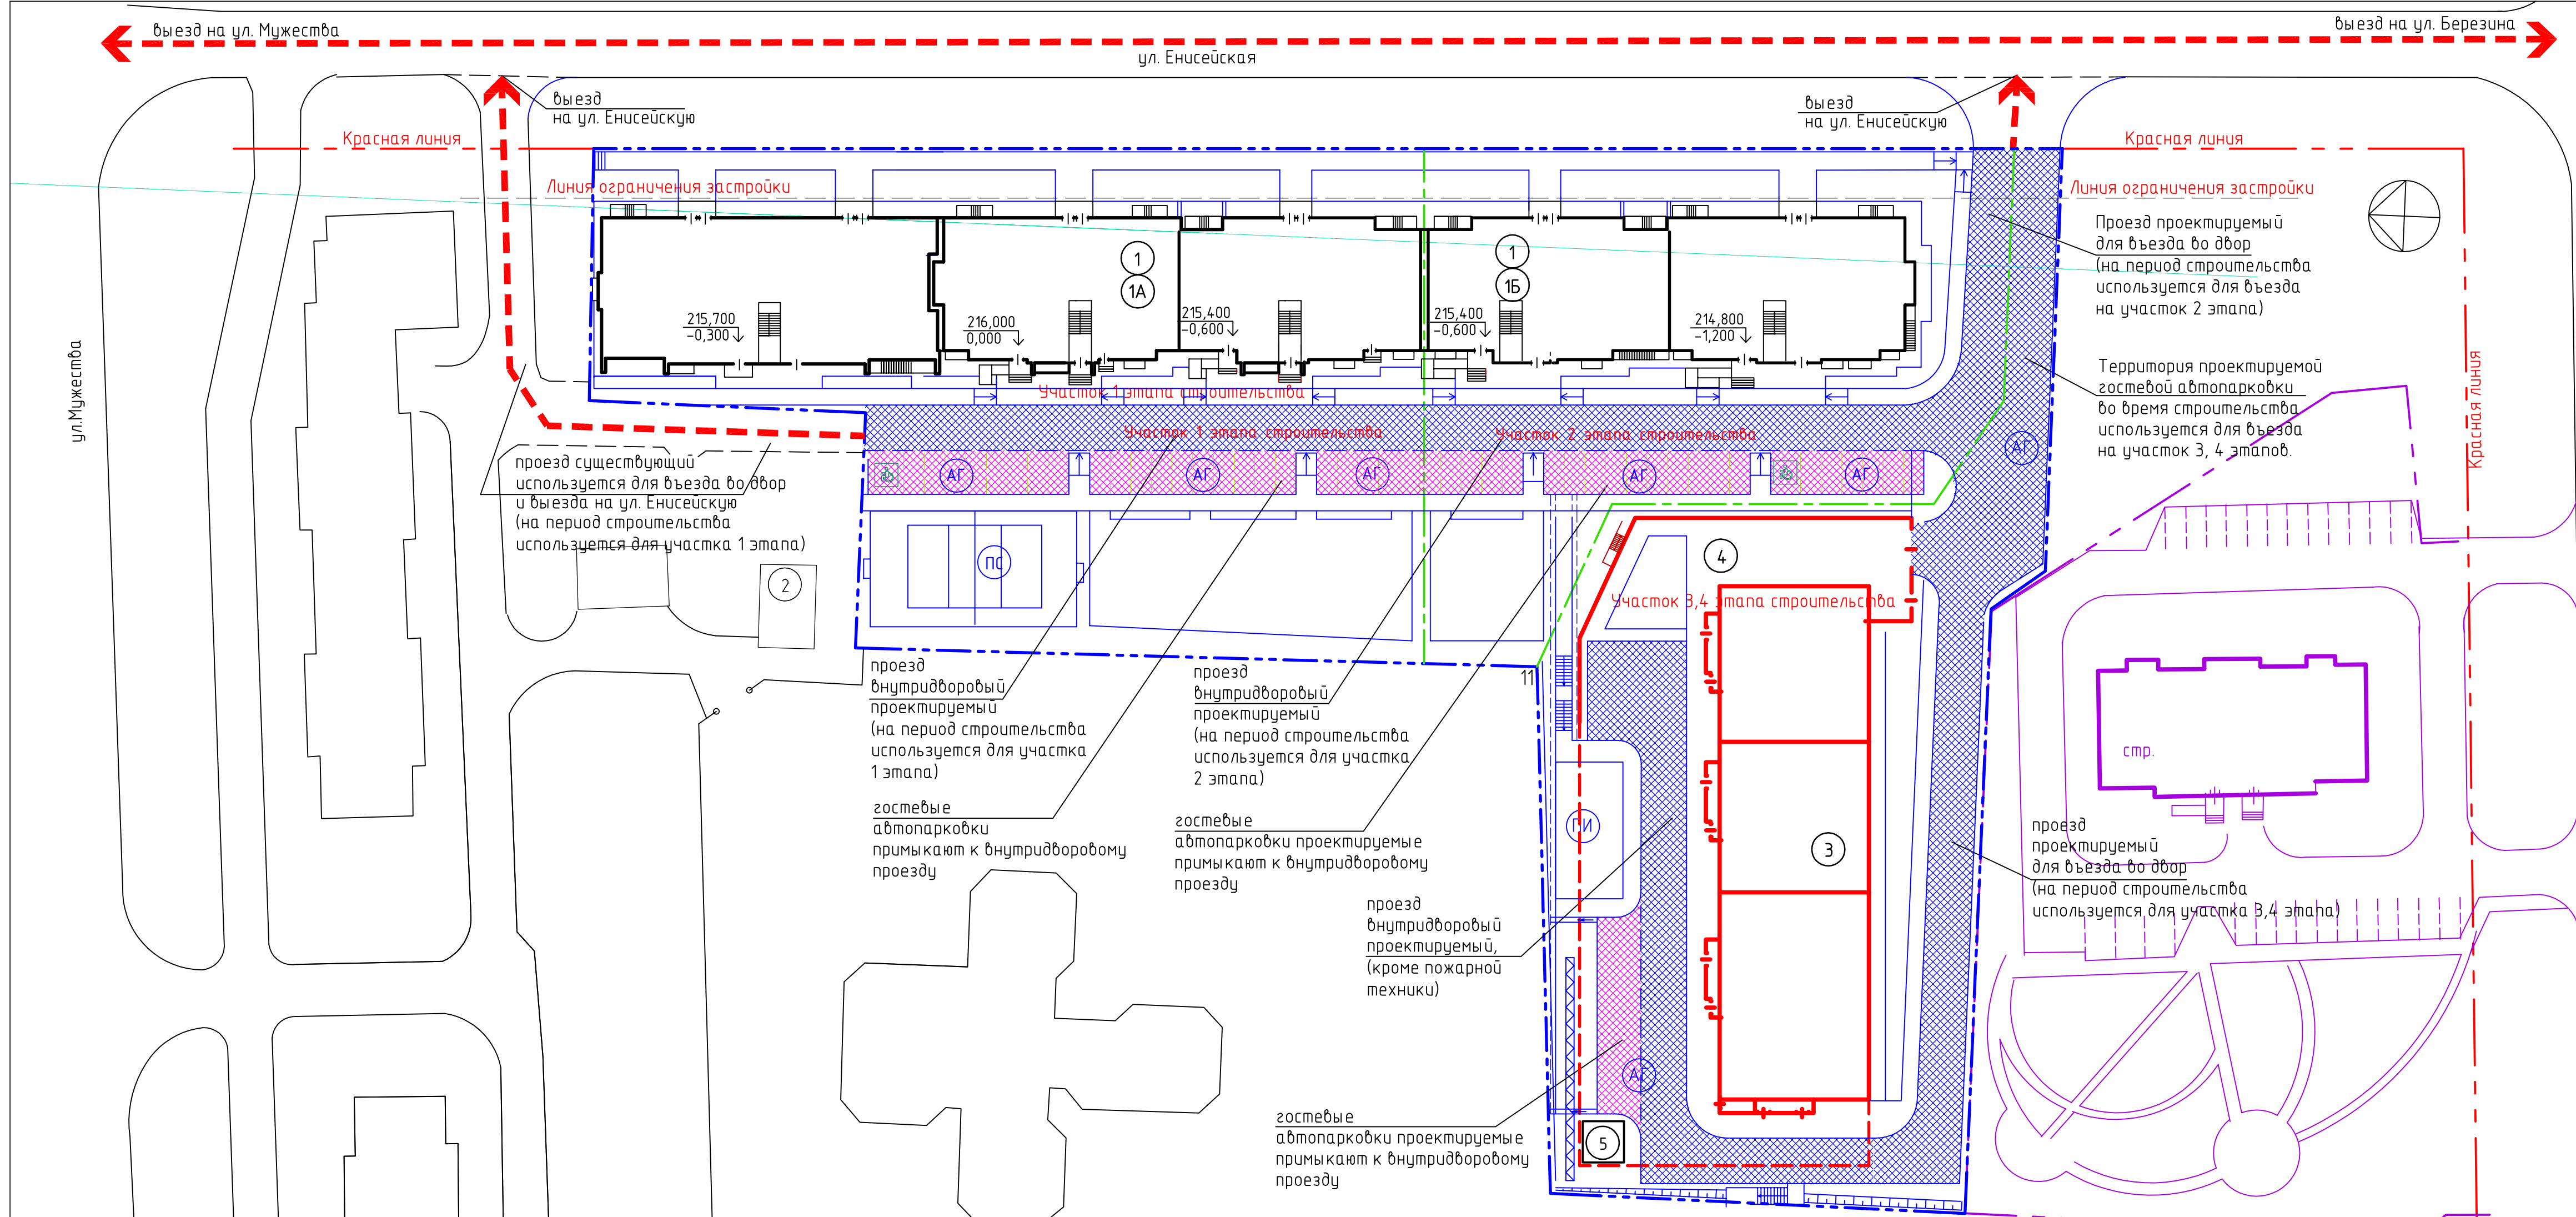 выезд на ул. Мужества
ул. Енисейская
выезд на ул. Березина
выезд
на ул. Енисейскую
выезд
на ул. Енисейскую
Красная линия
Красная линия
Линия ограничения застройки
Линия ограничения застройки
Проезд проектируемый
для въезда во двор
(на период строительства
используется для въезда
на участок 2 этапа)
1
1А
1
1Б
215,700
-0,300
216,000
0,000
215,400
-0,600
215,400
-0,600
214,800
-1,200
ул.Мужества
Территория проектируемой
гостевой автопарковки
во время строительства
используется для въезда
на участок 3, 4 этапов.
Красная линия
Участок 1 этапа строительства
Участок 1 этапа строительства
Участок 2 этапа строительства
АГ
АГ
АГ
АГ
АГ
АГ
проезд существующий
используется для въезда во двор
и выезда на ул. Енисейскую
(на период строительства
используется для участка 1 этапа)
2
ПС
4
Участок 3,4 этапа строительства
11
проезд
внутридворовый
проектируемый
(на период строительства
используется для участка
1 этапа)
проезд
внутридворовый
проектируемый
(на период строительства
используется для участка
2 этапа)
стр.
гостевые
автопарковки
примыкают к внутридворовому
проезду
гостевые
автопарковки проектируемые
примыкают к внутридворовому
проезду
ПИ
3
проезд
проектируемый
для въезда во двор
(на период строительства
используется для участка 3,4 этапа)
проезд
внутридворовый
проектируемый,
(кроме пожарной
техники)
АГ
гостевые
автопарковки проектируемые
примыкают к внутридворовому
проезду
5